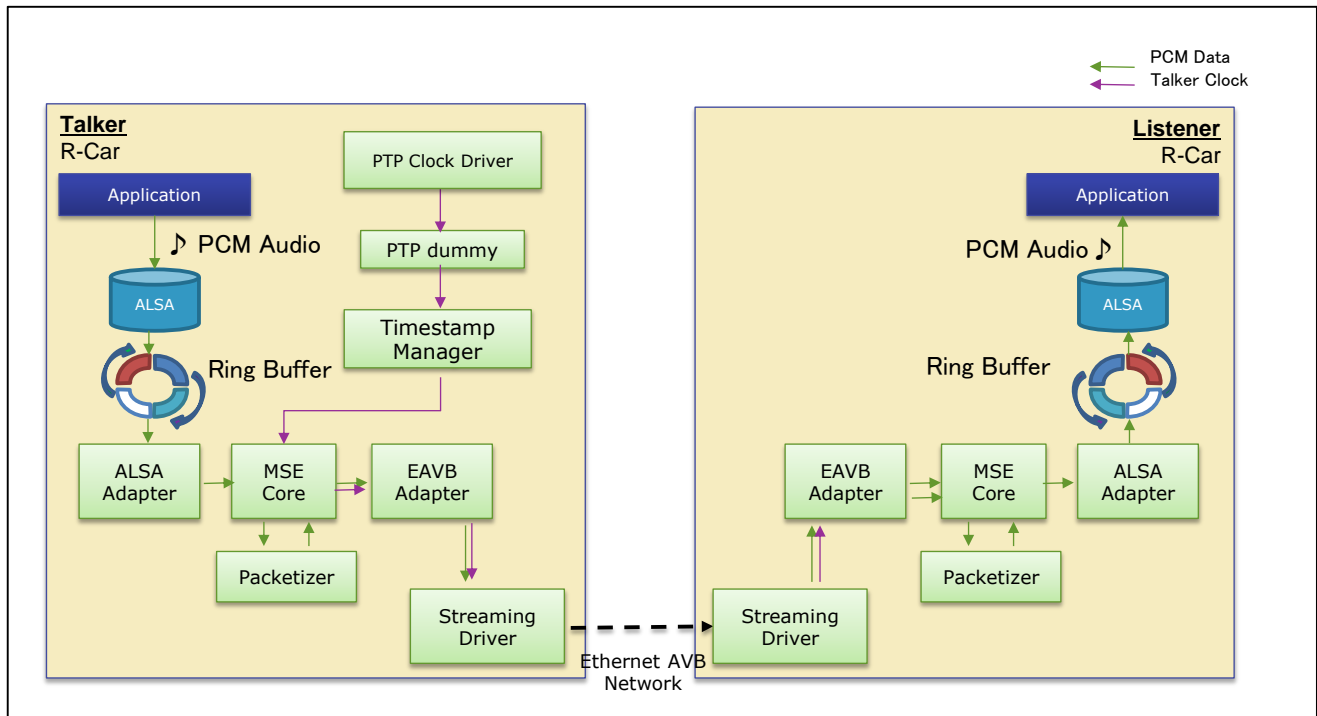 PCM Data
Talker Clock
Talker
R-Car
Application
♪ PCM Audio
ALSA
Ring Buffer
PTP Clock Driver
PTP dummy
Timestamp
Manager
ALSA
Adapter
MSE
Core
EAVB
Adapter
Packetizer
Streaming
Driver
Ethernet AVB
Network
Listener
R-Car
Application
PCM Audio ♪
ALSA
Ring Buffer
EAVB
Adapter
MSE
Core
ALSA
Adapter
Packetizer
Streaming
Driver